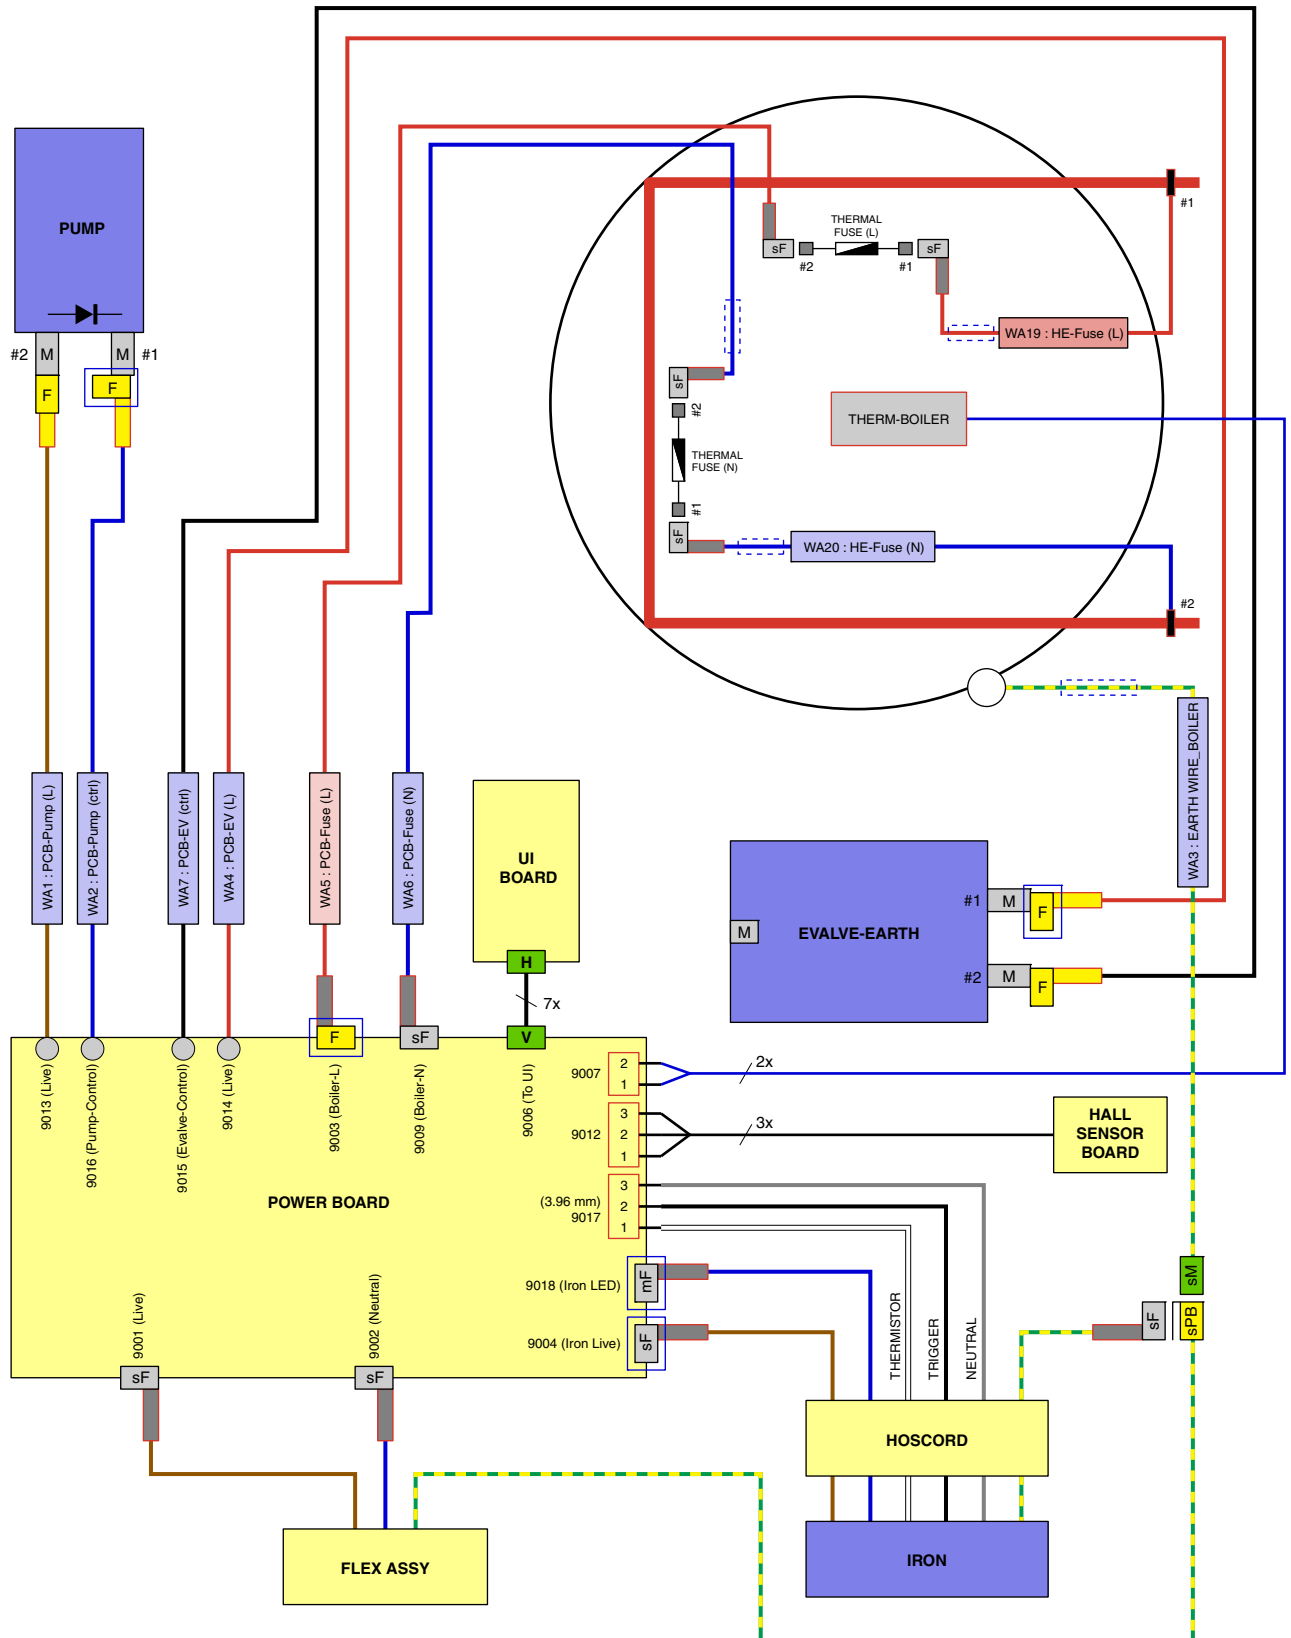 PUMP
#2
M
M
#1
F
F
#1
THERMAL
FUSE (L)
sF
sF
#2
#1
WA19 : HE-Fuse (L)
sF
#2
THERM-BOILER
THERMAL
FUSE (N)
#1
sF
WA20 : HE-Fuse (N)
#2
WA1 : PCB-Pump (L)
WA2 : PCB-Pump (ctrl)
WA7 : PCB-EV (ctrl)
WA4 : PCB-EV (L)
WA5 : PCB-Fuse (L)
WA6 : PCB-Fuse (N)
WA3 : EARTH WIRE_BOILER
UI
BOARD
H
7x
V
EVALVE-EARTH
M
#1
M
F
#2
M
F
F
sF
9013 (Live)
9016 (Pump-Control)
9015 (Evalve-Control)
9014 (Live)
9003 (Boiler-L)
9009 (Boiler-N)
9006 (To UI)
9007
2
1
2x
9012
3
2
1
3x
HALL
SENSOR
BOARD
POWER BOARD
(3.96 mm)
9017
3
2
1
9018 (Iron LED)
mF
9004 (Iron Live)
sF
THERMISTOR
TRIGGER
NEUTRAL
sM
sF
sPB
9001 (Live)
9002 (Neutral)
sF
sF
HOSCORD
FLEX ASSY
IRON